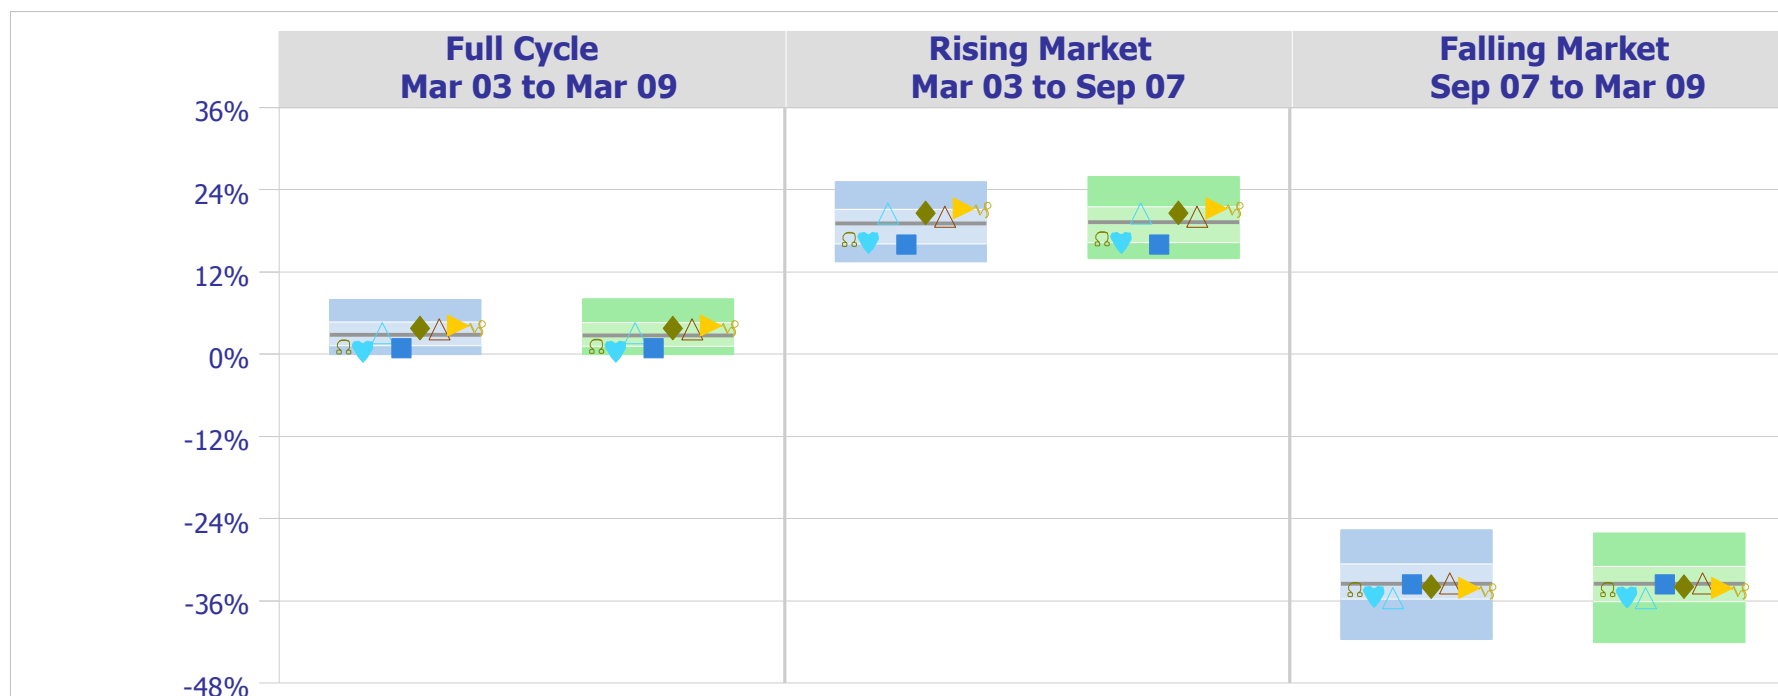 Full Cycle
Mar 03 to Mar 09
Rising Market
Mar 03 to Sep 07
Falling Market
Sep 07 to Mar 09
36%
24%
12%
0%
-12%
-24%
-36%
-48%